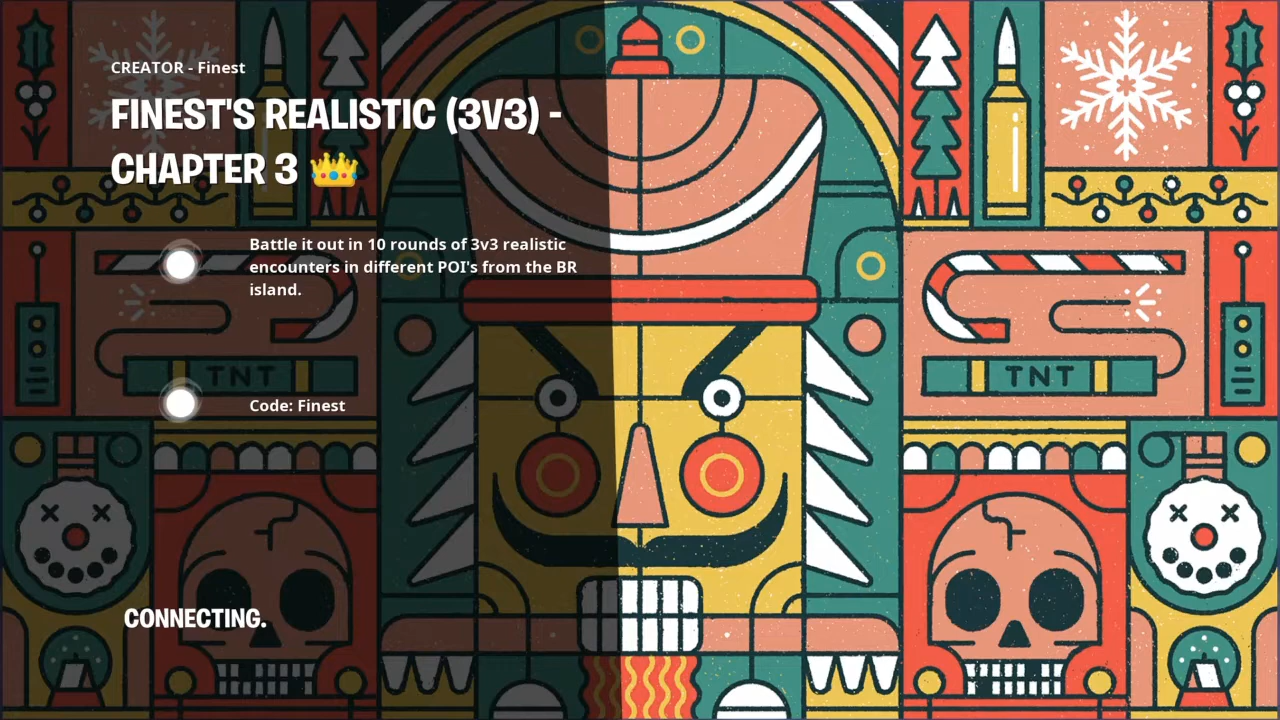 CREATOR - Finest
FINEST'S REALISTIC (3V3) -
CHAPTER 3 👑
Battle it out in 10 rounds of 3v3 realistic
encounters in different POI's from the BR
island.
TNT
TNT
Code: Finest
CONNECTING.